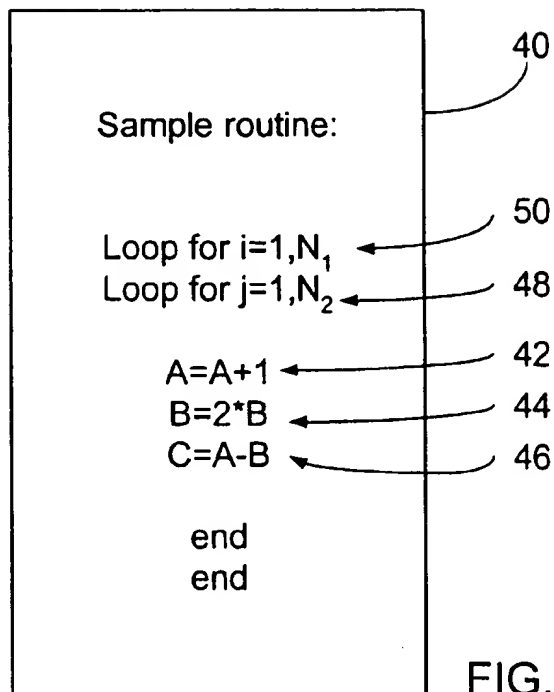 40
Sample routine:
Loop for i=1,N₁ 50
Loop for j=1,N₂ 48
A=A+1 42
B=2*B 44
C=A-B 46
end
end
FIG.